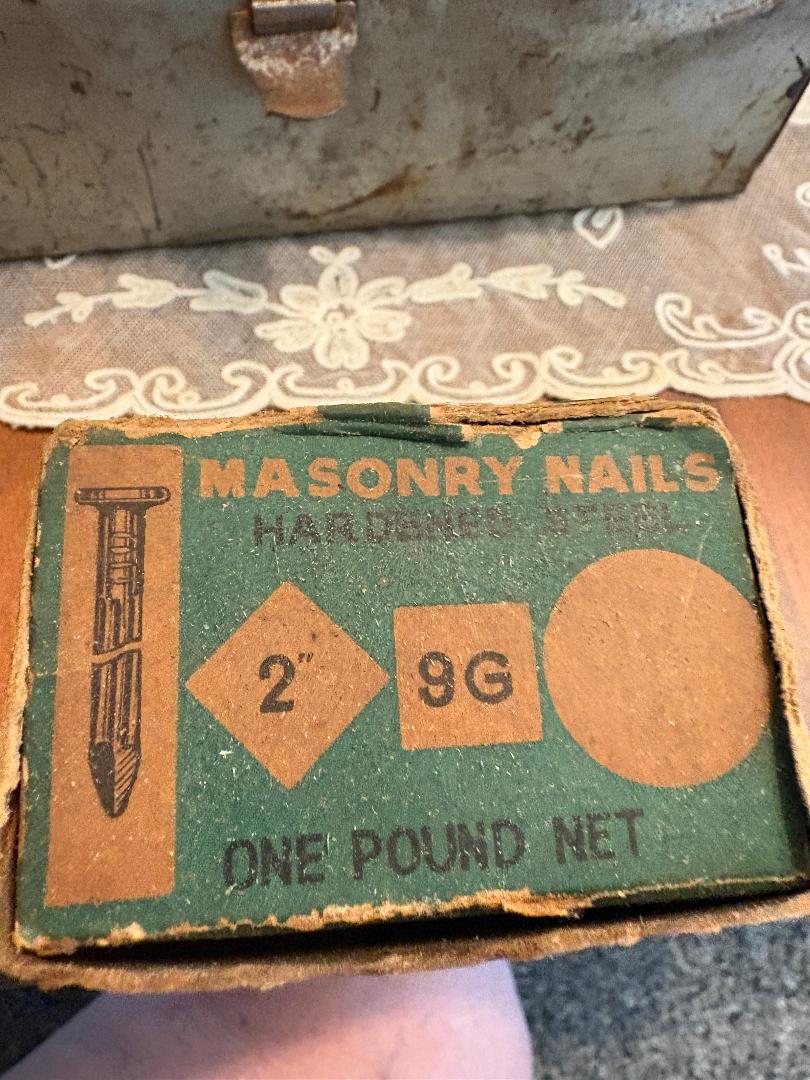 MASONRY NAILS
HARDENED STEEL
2"
9G
ONE POUND NET